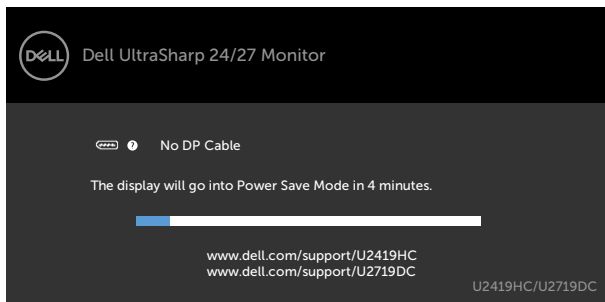 DELL Dell UltraSharp 24/27 Monitor
? No DP Cable
The display will go into Power Save Mode in 4 minutes.
www.dell.com/support/U2419HC
www.dell.com/support/U2719DC
U2419HC/U2719DC